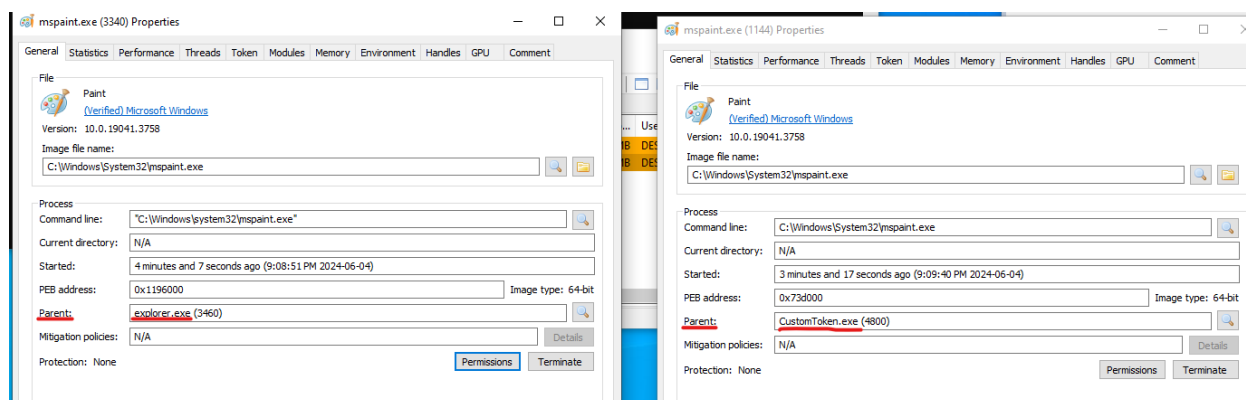 mspaint.exe (3340) Properties
General Statistics Performance Threads Token Modules Memory Environment Handles GPU Comment
File
Paint
(Verified) Microsoft Windows
Version: 10.0.19041.3758
Image file name:
C:\Windows\System32\mspaint.exe
Process
Command line: "C:\Windows\system32\mspaint.exe"
Current directory: N/A
Started: 4 minutes and 7 seconds ago (9:08:51 PM 2024-06-04)
PEB address: 0x1196000 Image type: 64-bit
Parent: explorer.exe (3460)
Mitigation policies: N/A Details
Protection: None
Permissions Terminate
... Use
MB DES
MB DES
mspaint.exe (1144) Properties
General Statistics Performance Threads Token Modules Memory Environment Handles GPU Comment
File
Paint
(Verified) Microsoft Windows
Version: 10.0.19041.3758
Image file name:
C:\Windows\System32\mspaint.exe
Process
Command line: C:\Windows\System32\mspaint.exe
Current directory: N/A
Started: 3 minutes and 17 seconds ago (9:09:40 PM 2024-06-04)
PEB address: 0x73d000 Image type: 64-bit
Parent: CustomToken.exe (4800)
Mitigation policies: N/A Details
Protection: None
Permissions Terminate